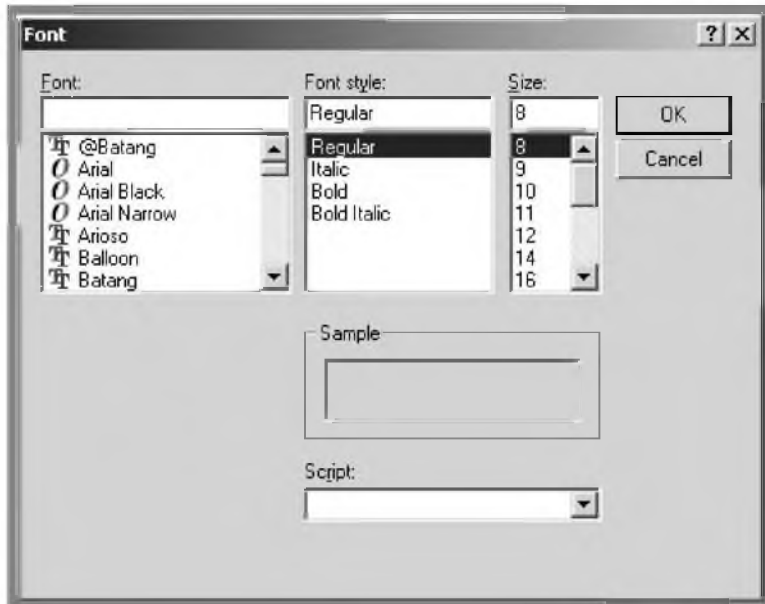 Font
Font: Font style: Size:
Regular 8 OK
@Batang Regular 8
Arial Italic 9 Cancel
Arial Black Bold 10
Arial Narrow Bold Italic 11
Arioso 12
Balloon 14
Batang 16
Sample
Script: